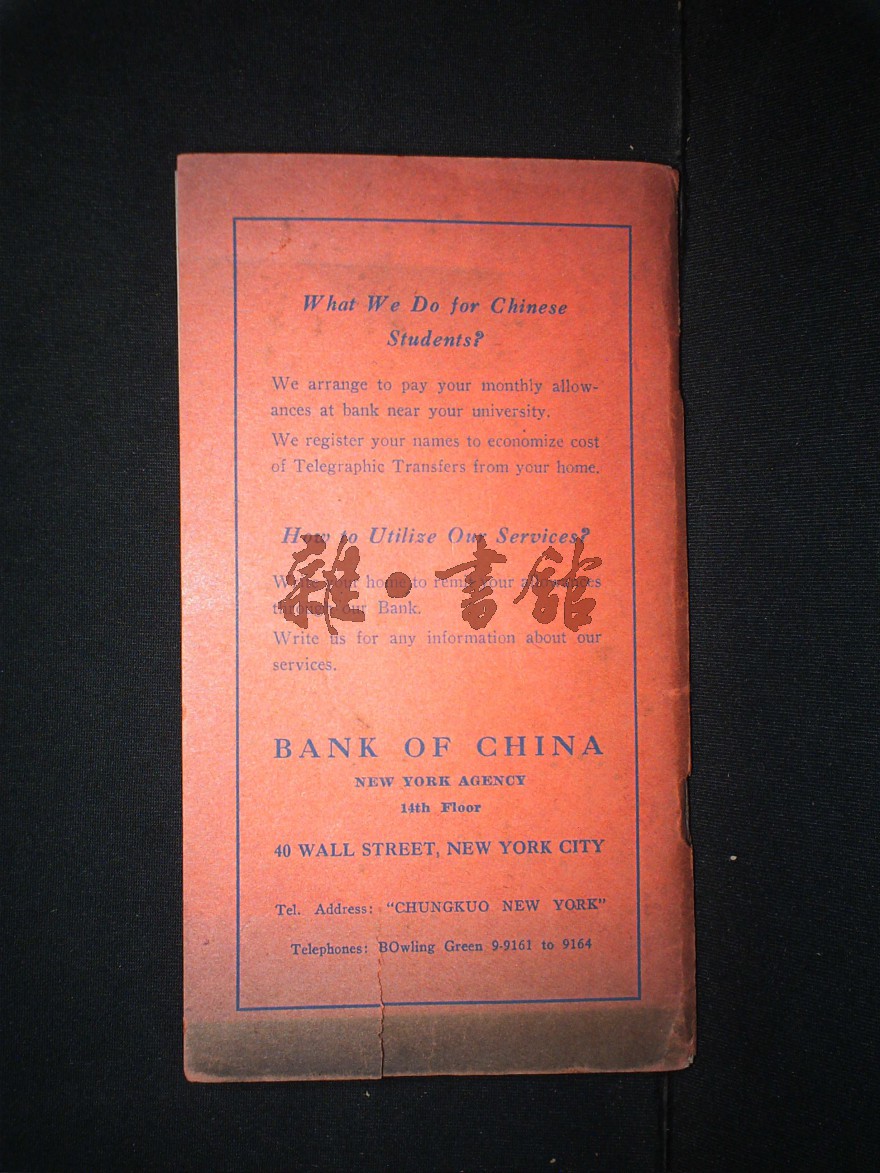 What We Do for Chinese
Students?
We arrange to pay your monthly allow-
ances at bank near your university.
We register your names to economize cost
of Telegraphic Transfers from your home.
How to Utilize Our Services?
Write your home to remit your allowances
through our Bank.
Write us for any information about our
services.
雜·書館
BANK OF CHINA
NEW YORK AGENCY
14th Floor
40 WALL STREET, NEW YORK CITY
Tel. Address: "CHUNGKUO NEW YORK"
Telephones: BOwling Green 9-9161 to 9164